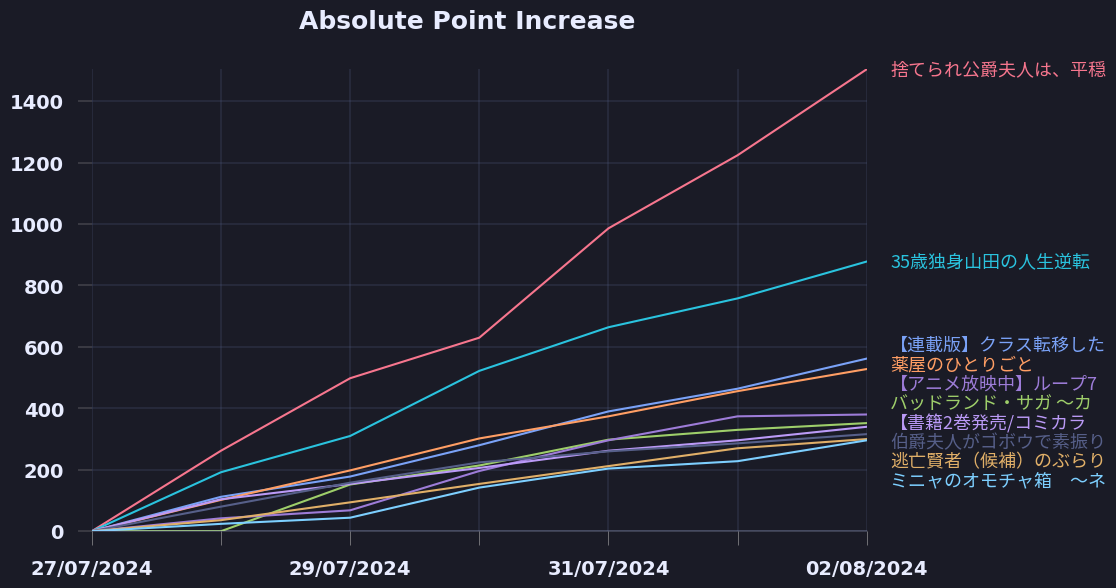 Absolute Point Increase
1400
1200
1000
800
600
400
200
0
27/07/2024
29/07/2024
31/07/2024
02/08/2024
捨てられ公爵夫人は、平穏
35歳独身山田の人生逆転
【連載版】クラス転移した
薬屋のひとりごと
【アニメ放映中】ループ7
バッドランド・サガ ～カ
【書籍2巻発売/コミカラ
伯爵夫人がゴボウで素振り
逃亡賢者（候補）のぶらり
ミニャのオモチャ箱　～ネ